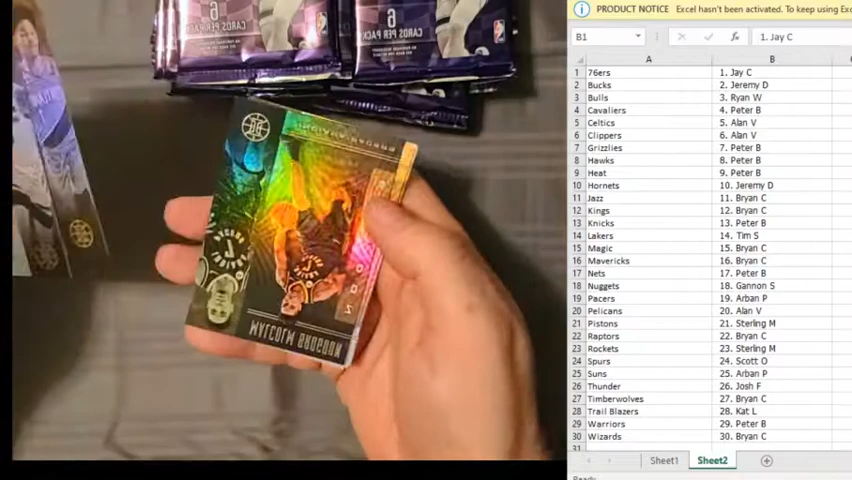 6
CARDS PER PACK
NBA
6
CARDS PER PACK
NBA
MALCOLM BROGDON
PRODUCT NOTICE Excel hasn't been activated. To keep using Exc
B1
fx
1. Jay C
A B
1 76ers 1. Jay C
2 Bucks 2. Jeremy D
3 Bulls 3. Ryan W
4 Cavaliers 4. Peter B
5 Celtics 5. Alan V
6 Clippers 6. Alan V
7 Grizzlies 7. Peter B
8 Hawks 8. Peter B
9 Heat 9. Peter B
10 Hornets 10. Jeremy D
11 Jazz 11. Bryan C
12 Kings 12. Bryan C
13 Knicks 13. Peter B
14 Lakers 14. Tim S
15 Magic 15. Bryan C
16 Mavericks 16. Bryan C
17 Nets 17. Peter B
18 Nuggets 18. Gannon S
19 Pacers 19. Arban P
20 Pelicans 20. Alan V
21 Pistons 21. Sterling M
22 Raptors 22. Bryan C
23 Rockets 23. Sterling M
24 Spurs 24. Scott O
25 Suns 25. Arban P
26 Thunder 26. Josh F
27 Timberwolves 27. Bryan C
28 Trail Blazers 28. Kat L
29 Warriors 29. Peter B
30 Wizards 30. Bryan C
31
Sheet1 Sheet2
Ready